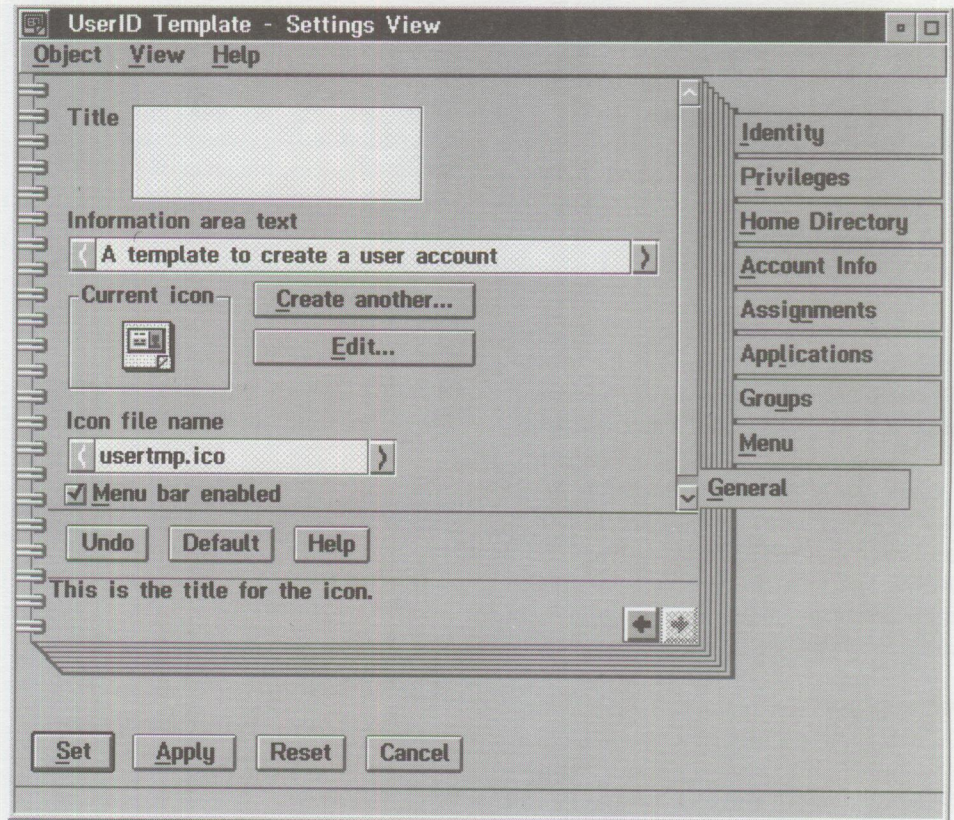 UserID Template - Settings View
Object View Help
Title
Information area text
A template to create a user account
Current icon
Create another...
Edit...
Icon file name
usertmp.ico
Menu bar enabled
Undo Default Help
This is the title for the icon.
Identity
Privileges
Home Directory
Account Info
Assignments
Applications
Groups
Menu
General
Set Apply Reset Cancel